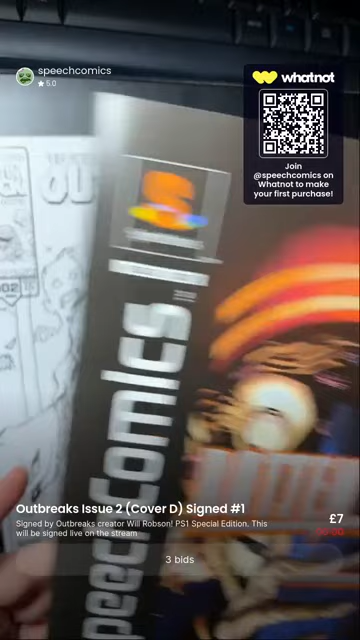 speechcomics
5.0
whatnot
Join
@speechcomics on
Whatnot to make
your first purchase!
SpeechComics
Outbreaks Issue 2 (Cover D) Signed #1
£7
Signed by Outbreaks creator Will Robson! PS1 Special Edition. This
will be signed live on the stream
3 bids